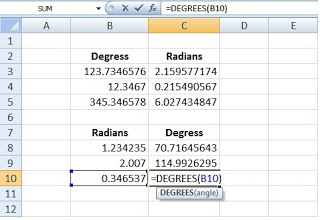 SUM =DEGREES(B10)
A B C D E
1
2 Degress Radians
3 123.7346576 2.159577174
4 12.3467 0.215490567
5 345.346578 6.027434847
6
7 Radians Degress
8 1.234235 70.71645643
9 2.007 114.9926295
10 0.346537 =DEGREES(B10)
11 DEGREES(angle)
12